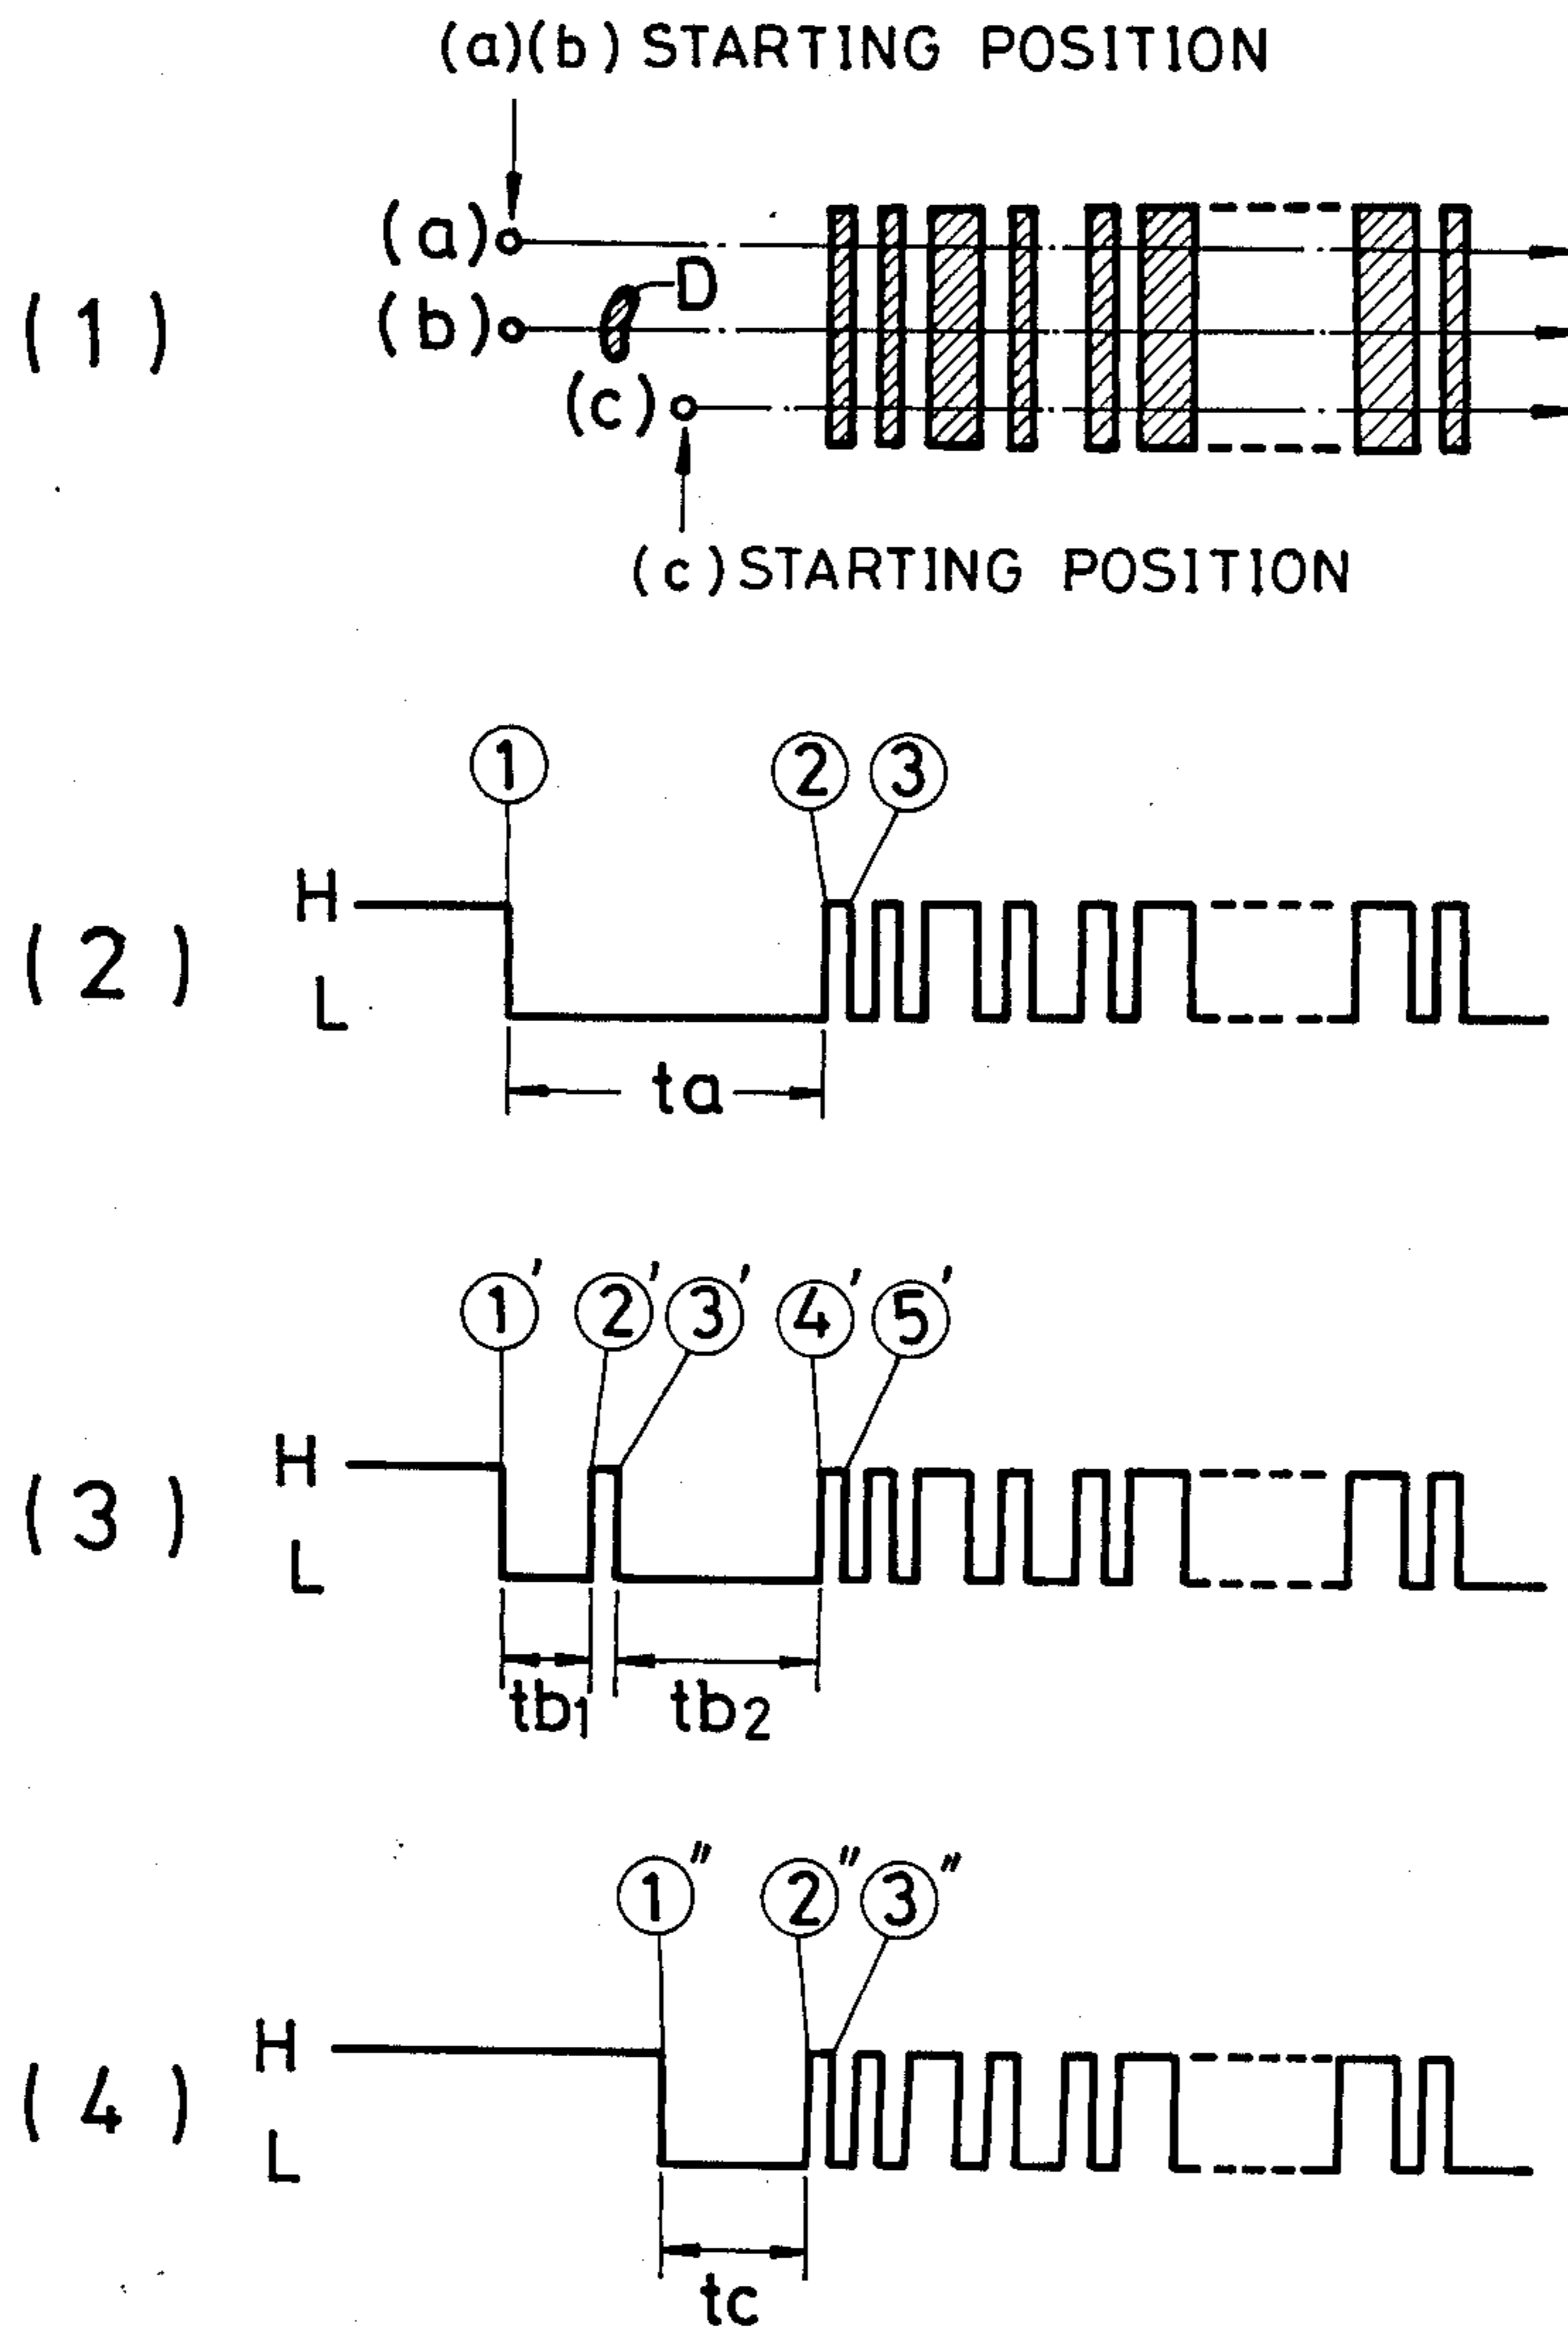 (a)(b) STARTING POSITION
(a)
(1)
(b)
D
(c)
(c) STARTING POSITION
① ② ③
H
(2)
L
ta
①' ②' ③' ④' ⑤'
H
(3)
L
tb1 tb2
①" ②" ③"
H
(4)
L
tc